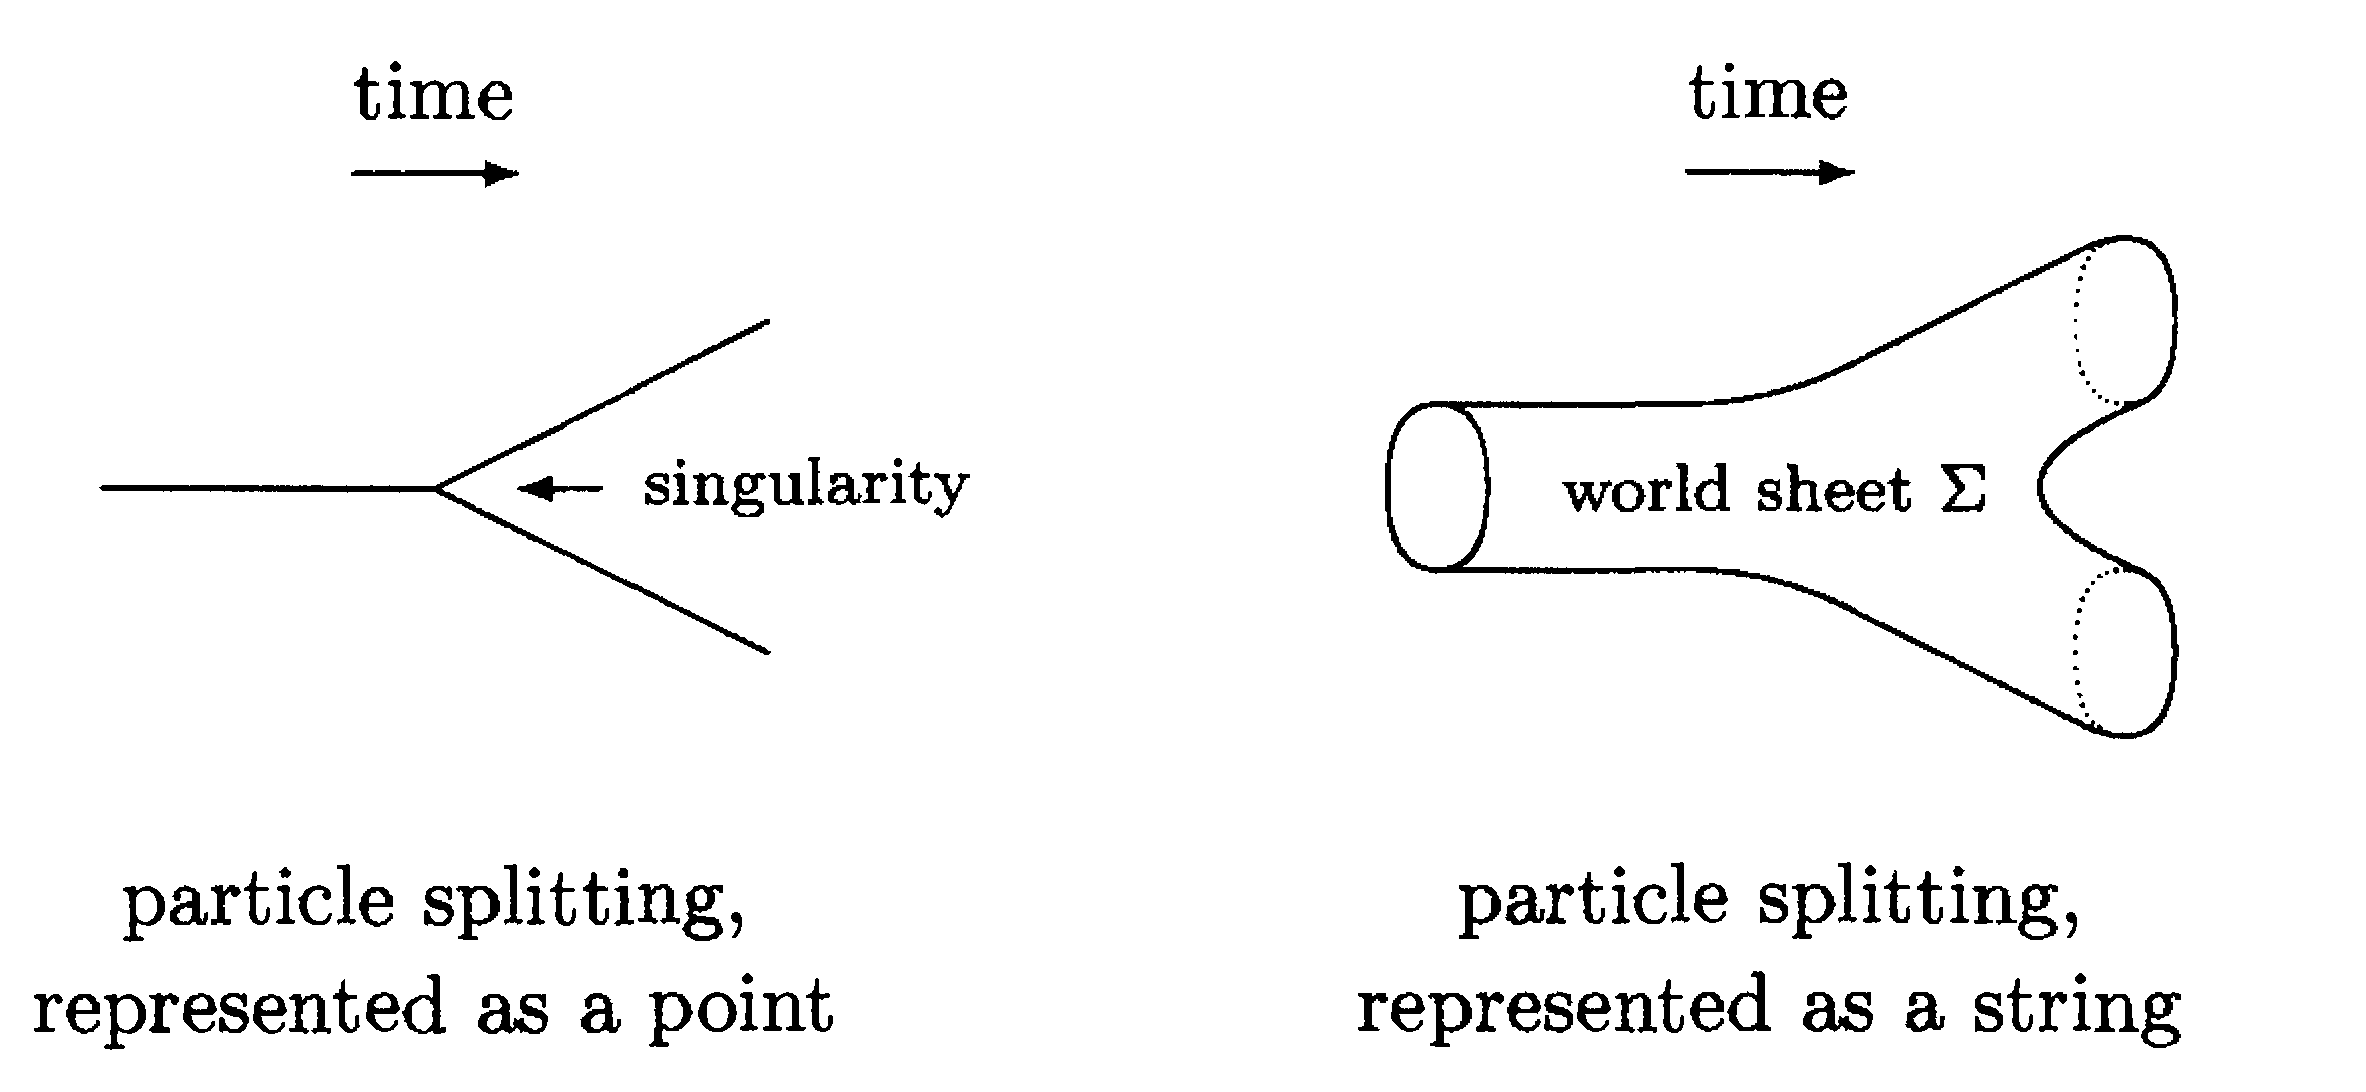 time
singularity
particle splitting,
represented as a point
time
world sheet Σ
particle splitting,
represented as a string